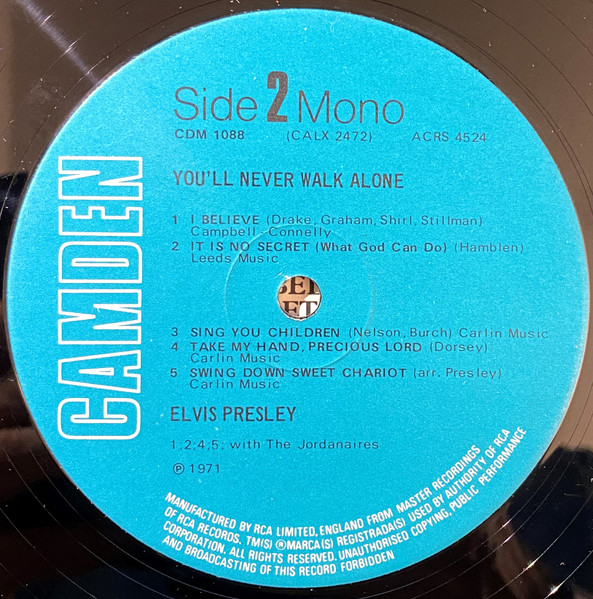 CAMDEN
Side 2 Mono
CDM 1088 (CALX 2472) ACRS 4524
YOU'LL NEVER WALK ALONE
1 I BELIEVE (Drake, Graham, Shirl, Stillman)
Campbell-Connelly
2 IT IS NO SECRET (What God Can Do) (Hamblen)
Leeds Music
3 SING YOU CHILDREN (Nelson, Burch) Carlin Music
4 TAKE MY HAND, PRECIOUS LORD (Dorsey)
Carlin Music
5 SWING DOWN SWEET CHARIOT (arr. Presley)
Carlin Music
ELVIS PRESLEY
1,2,4,5; with The Jordanaires
℗ 1971
MANUFACTURED BY RCA LIMITED, ENGLAND FROM MASTER RECORDINGS
OF RCA RECORDS. TM(S) ® MARCA(S) REGISTRADA(S) USED BY AUTHORITY OF RCA
CORPORATION. ALL RIGHTS RESERVED. UNAUTHORISED COPYING, PUBLIC PERFORMANCE
AND BROADCASTING OF THIS RECORD FORBIDDEN